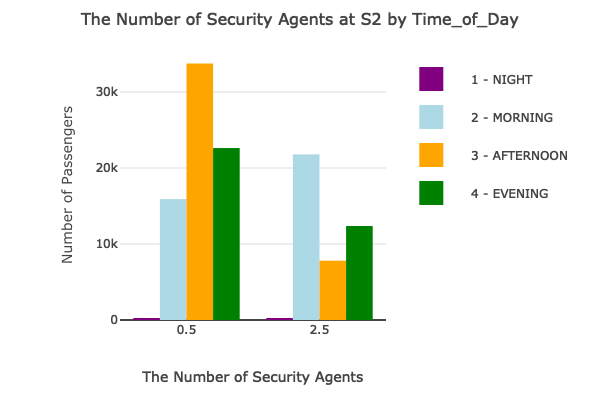 The Number of Security Agents at S2 by Time_of_Day
Number of Passengers
30k
20k
10k
0
0.5
2.5
The Number of Security Agents
1 - NIGHT
2 - MORNING
3 - AFTERNOON
4 - EVENING